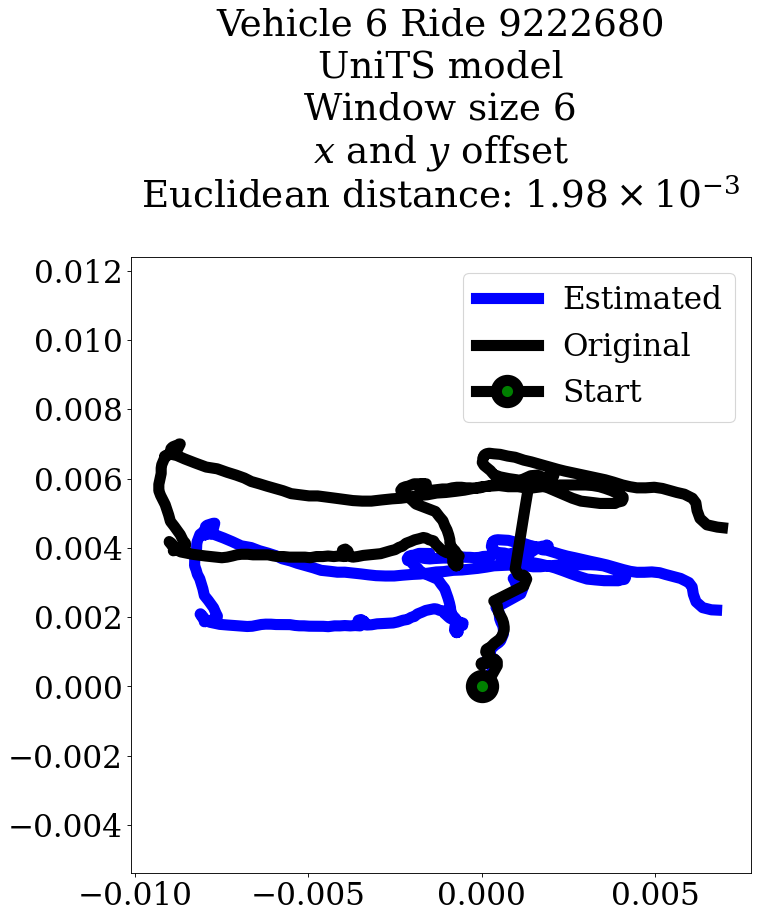 Vehicle 6 Ride 9222680
UniTS model
Window size 6
x and y offset
Euclidean distance: 1.98 × 10⁻³
Estimated
Original
Start
0.012
0.010
0.008
0.006
0.004
0.002
0.000
−0.002
−0.004
−0.010
−0.005
0.000
0.005